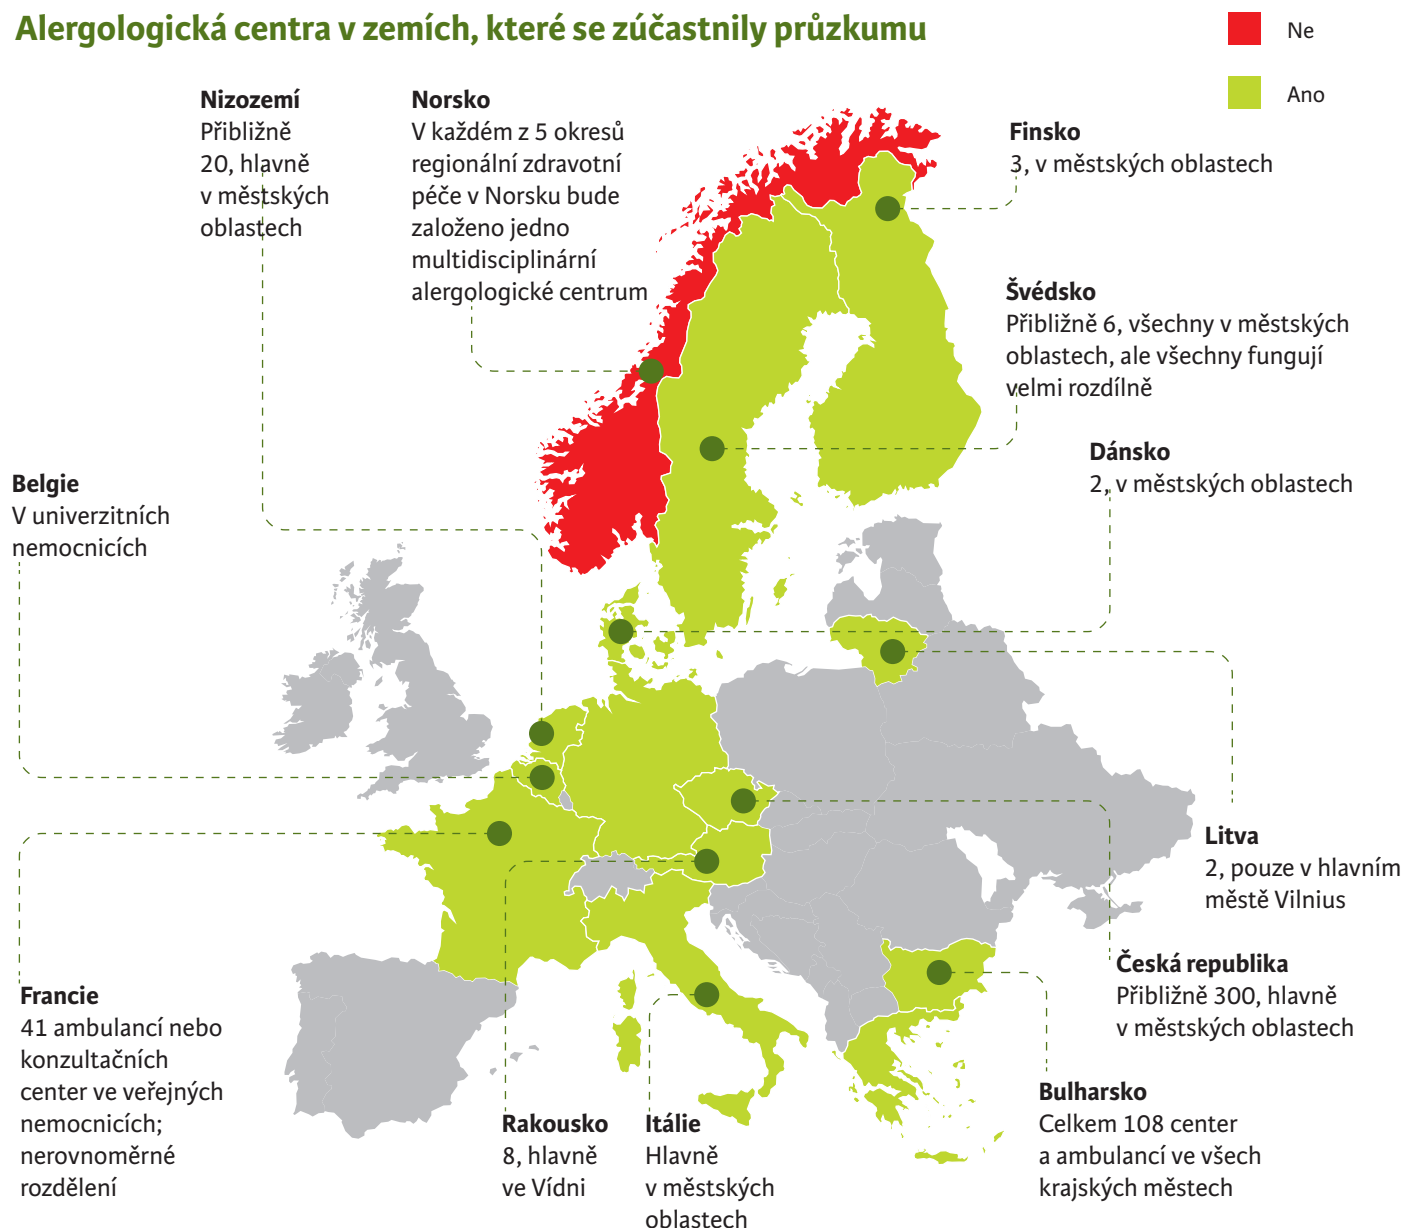 Alergologická centra v zemích, které se zúčastnily průzkumu
Ne
Ano
Nizozemí
Přibližně
20, hlavně
v městských
oblastech
Norsko
V každém z 5 okresů
regionální zdravotní
péče v Norsku bude
založeno jedno
multidisciplinární
alergologické centrum
Finsko
3, v městských oblastech
Švédsko
Přibližně 6, všechny v městských
oblastech, ale všechny fungují
velmi rozdílně
Dánsko
2, v městských oblastech
Belgie
V univerzitních
nemocnicích
Litva
2, pouze v hlavním
městě Vilnius
Česká republika
Přibližně 300, hlavně
v městských oblastech
Francie
41 ambulancí nebo
konzultačních
center ve veřejných
nemocnicích;
nerovnoměrné
rozdělení
Rakousko
8, hlavně
ve Vídni
Itálie
Hlavně
v městských
oblastech
Bulharsko
Celkem 108 center
a ambulancí ve všech
krajských městech